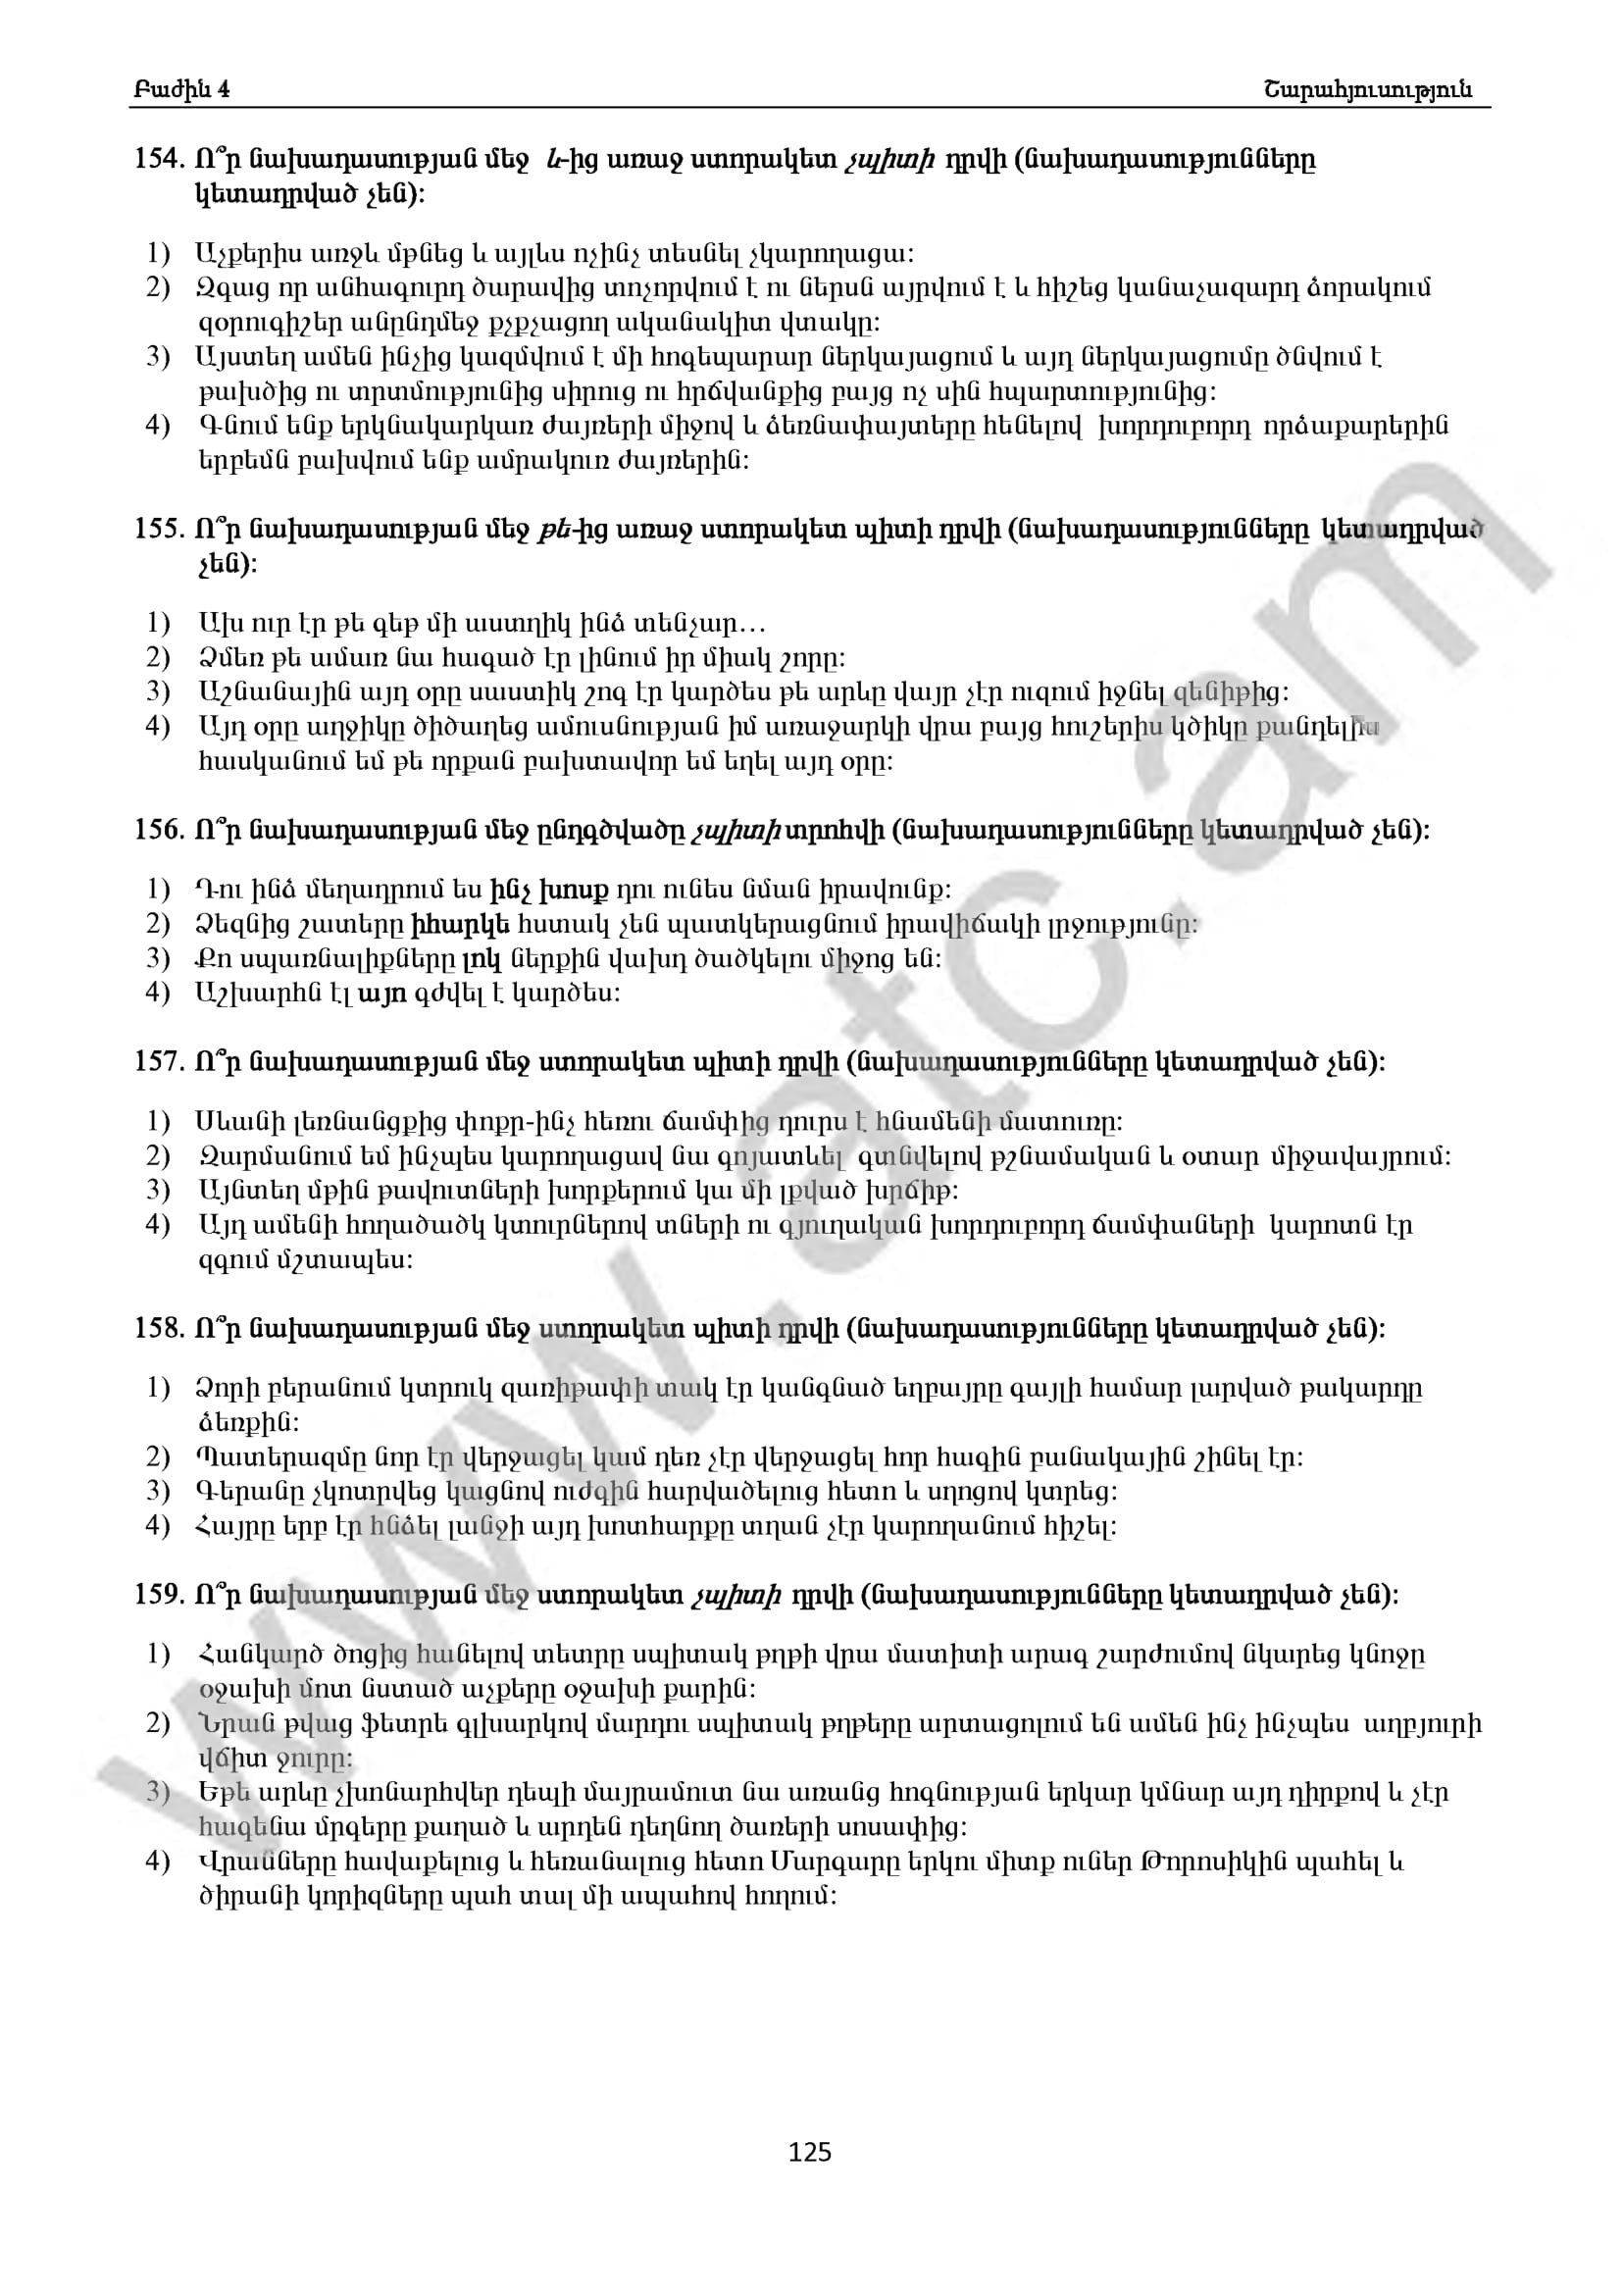 Բաժին 4 Շարահյուսություն
154. Ո՞ր նախադասության մեջ և-ից առաջ ստորակետ չպիտի դրվի (նախադասությունները
կետադրված չեն):
1) Աչքերիս առջև մթնեց և այլևս ոչինչ տեսնել չկարողացա:
2) Զգաց որ անհագուրդ ծարավից տոչորվում է ու ներսն այրվում է և հիշեց կանաչազարդ ձորակում
զօրուգիշեր անընդմեջ քչքչացող ականակիտ վտակը:
3) Այստեղ ամեն ինչից կազմվում է մի հոգեպարար ներկայացում և այդ ներկայացումը ծնվում է
թախծից ու տրտմությունից սիրուց ու հրճվանքից բայց ոչ սին հպարտությունից:
4) Գնում ենք երկնակարկառ ժայռերի միջով և ձեռնափայտերը հենելով խորդուբորդ որձաքարերին
երբեմն բախվում ենք ամրակուռ ժայռերին:
155. Ո՞ր նախադասության մեջ թե-ից առաջ ստորակետ պիտի դրվի (նախադասությունները կետադրված
չեն):
1) Ախ ուր էր թե գեթ մի աստղիկ ինձ տենչար…
2) Ձմեռ թե ամառ նա հագած էր լինում իր միակ շորը:
3) Աշնանային այդ օրը սաստիկ շոգ էր կարծես թե արևը վայր չէր ուզում իջնել զենիթից:
4) Այդ օրը աղջիկը ծիծաղեց ամուսնության իմ առաջարկի վրա բայց հուշերիս կծիկը քանդելիս
հասկանում եմ թե որքան բախտավոր եմ եղել այդ օրը:
156. Ո՞ր նախադասության մեջ ընդգծվածը չպիտի տրոհվի (նախադասությունները կետադրված չեն):
1) Դու ինձ մեղադրում ես ինչ խոսք դու ունես նման իրավունք:
2) Ձեզնից շատերը իհարկե հստակ չեն պատկերացնում իրավիճակի լրջությունը:
3) Քո սպառնալիքները լոկ ներքին վախդ ծածկելու միջոց են:
4) Աշխարհն էլ այո գժվել է կարծես:
157. Ո՞ր նախադասության մեջ ստորակետ պիտի դրվի (նախադասությունները կետադրված չեն):
1) Սևանի լեռնանցքից փոքր-ինչ հեռու ճամփից դուրս է հնամենի մատուռը:
2) Զարմանում եմ ինչպես կարողացավ նա գոյատևել գտնվելով թշնամական և օտար միջավայրում:
3) Այնտեղ մթին թավուտների խորքերում կա մի լքված խրճիթ:
4) Այդ ամենի հողածածկ կտուրներով տների ու գյուղական խորդուբորդ ճամփաների կարոտն էր
զգում մշտապես:
158. Ո՞ր նախադասության մեջ ստորակետ պիտի դրվի (նախադասությունները կետադրված չեն):
1) Ձորի բերանում կտրուկ զառիթափի տակ էր կանգնած եղբայրը գայլի համար լարված թակարդը
ձեռքին:
2) Պատերազմը նոր էր վերջացել կամ դեռ չէր վերջացել հոր հագին բանակային շինել էր:
3) Գերանը չկոտրվեց կացնով ուժգին հարվածելուց հետո և սղոցով կտրեց:
4) Հայրը երբ էր հնձել լանջի այդ խոտհարքը տղան չէր կարողանում հիշել:
159. Ո՞ր նախադասության մեջ ստորակետ չպիտի դրվի (նախադասությունները կետադրված չեն):
1) Հանկարծ ծոցից հանելով տետրը սպիտակ թղթի վրա մատիտի արագ շարժումով նկարեց կնոջը
օջախի մոտ նստած աչքերը օջախի քարին:
2) Նրան թվաց ֆետրե գլխարկով մարդու սպիտակ թղթերը արտացոլում են ամեն ինչ ինչպես աղբյուրի
վճիտ ջուրը:
3) Եթե արևը չխոնարհվեր դեպի մայրամուտ նա առանց հոգնության երկար կմնար այդ դիրքով և չէր
հագենա մրգերը քաղած և արդեն դեղնող ծառերի սոսափից:
4) Վրանները հավաքելուց և հեռանալուց հետո Մարգարը երկու միտք ուներ Թորոսիկին պահել և
ծիրանի կորիզները պահ տալ մի ապահով հողում:
125
www.atc.am